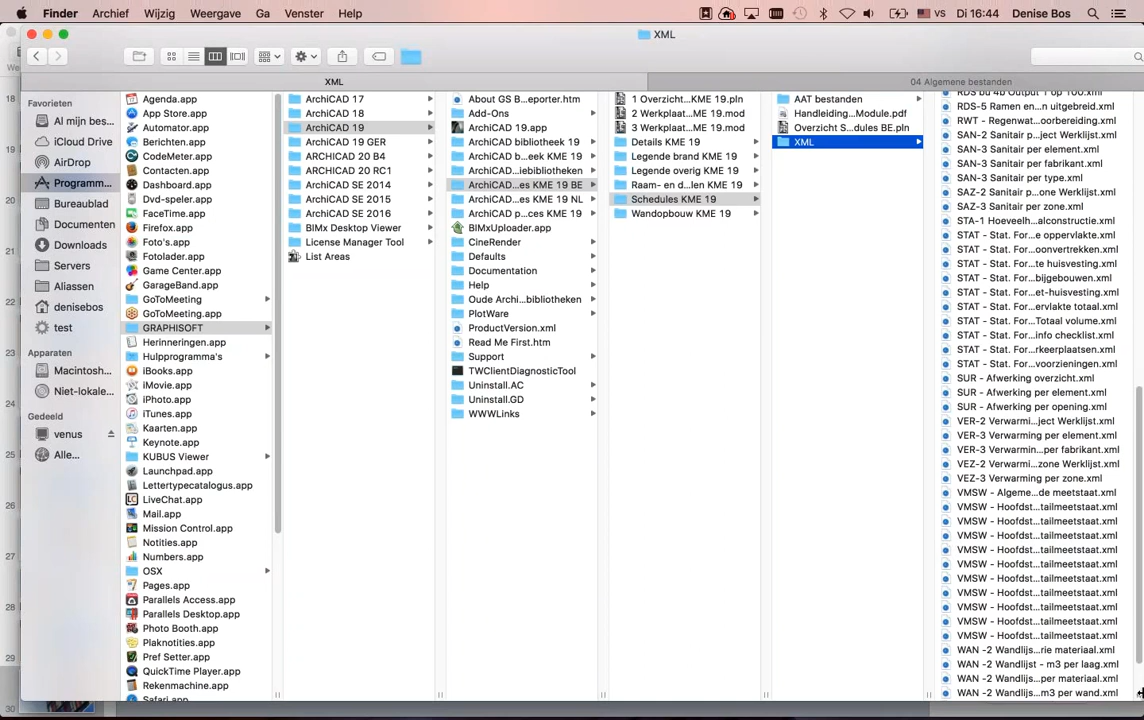 Finder Archief Wijzig Weergave Ga Venster Help
VS Di 16:44 Denise Bos
XML
XML
04 Algemene bestanden
18
19
20
21
22
23
24
25
26
27
28
29
30
Favorieten
AI mijn bes...
iCloud Drive
AirDrop
Programm...
Bureaublad
Documenten
Downloads
Servers
Aliassen
denisebos
test
Apparaten
Macintosh...
Niet-lokale...
Gedeeld
venus
Alle...
Agenda.app
App Store.app
Automator.app
Berichten.app
CodeMeter.app
Contacten.app
Dashboard.app
Dvd-speler.app
FaceTime.app
Firefox.app
Foto's.app
Fotolader.app
Game Center.app
GarageBand.app
GoToMeeting
GoToMeeting.app
GRAPHISOFT
Herinneringen.app
Hulpprogramma's
iBooks.app
iMovie.app
iPhoto.app
iTunes.app
Kaarten.app
Keynote.app
KUBUS Viewer
Launchpad.app
Lettertypecatalogus.app
LiveChat.app
Mail.app
Mission Control.app
Notities.app
Numbers.app
OSX
Pages.app
Parallels Access.app
Parallels Desktop.app
Photo Booth.app
Plaknotities.app
Pref Setter.app
QuickTime Player.app
Rekenmachine.app
Safari.app
ArchiCAD 17
ArchiCAD 18
ArchiCAD 19
ArchiCAD 19 GER
ARCHICAD 20 B4
ARCHICAD 20 RC1
ArchiCAD SE 2014
ArchiCAD SE 2015
ArchiCAD SE 2016
BIMx Desktop Viewer
License Manager Tool
List Areas
About GS B...eporter.htm
Add-Ons
ArchiCAD 19.app
ArchiCAD bibliotheek 19
ArchiCAD b...eek KME 19
ArchiCAD...iebibliotheken
ArchiCAD...es KME 19 BE
ArchiCAD...es KME 19 NL
ArchiCAD p...ces KME 19
BIMxUploader.app
CineRender
Defaults
Documentation
Help
Oude Archi...bibliotheken
PlotWare
ProductVersion.xml
Read Me First.htm
Support
TWClientDiagnosticTool
Uninstall.AC
Uninstall.GD
WWWLinks
1 Overzicht...KME 19.pln
2 Werkplaat...ME 19.mod
3 Werkplaat...ME 19.mod
Details KME 19
Legende brand KME 19
Legende overig KME 19
Raam- en d...len KME 19
Schedules KME 19
Wandopbouw KME 19
AAT bestanden
Handleiding...Module.pdf
Overzicht S...dules BE.pln
XML
RDS bu 4b Output 1 op 100.xml
RDS-5 Ramen en...n uitgebreid.xml
RWT - Regenwat...oorbereiding.xml
SAN-2 Sanitair p...ject Werklijst.xml
SAN-3 Sanitair per element.xml
SAN-3 Sanitair per fabrikant.xml
SAN-3 Sanitair per type.xml
SAZ-2 Sanitair p...one Werklijst.xml
SAZ-3 Sanitair per zone.xml
STA-1 Hoeveelh...alconstructie.xml
STAT - Stat. For...e oppervlakte.xml
STAT - Stat. For...oonvertrekken.xml
STAT - Stat. For...te huisvesting.xml
STAT - Stat. For...bijgebouwen.xml
STAT - Stat. For...et-huisvesting.xml
STAT - Stat. For...ervlakte totaal.xml
STAT - Stat. For...Totaal volume.xml
STAT - Stat. For...info checklist.xml
STAT - Stat. For...rkeerplaatsen.xml
STAT - Stat. For...voorzieningen.xml
SUR - Afwerking overzicht.xml
SUR - Afwerking per element.xml
SUR - Afwerking per opening.xml
VER-2 Verwarmi...ject Werklijst.xml
VER-3 Verwarming per element.xml
VER-3 Verwarmin...per fabrikant.xml
VEZ-2 Verwarmi...zone Werklijst.xml
VEZ-3 Verwarming per zone.xml
VMSW - Algeme...de meetstaat.xml
VMSW - Hoofdst...tailmeetstaat.xml
VMSW - Hoofdst...tailmeetstaat.xml
VMSW - Hoofdst...tailmeetstaat.xml
VMSW - Hoofdst...tailmeetstaat.xml
VMSW - Hoofdst...tailmeetstaat.xml
VMSW - Hoofdst...tailmeetstaat.xml
VMSW - Hoofdst...tailmeetstaat.xml
VMSW - Hoofdst...tailmeetstaat.xml
VMSW - Hoofdst...tailmeetstaat.xml
VMSW - Hoofdst...tailmeetstaat.xml
WAN -2 Wandlijs...rie materiaal.xml
WAN -2 Wandlijst - m3 per laag.xml
WAN -2 Wandlijs...per materiaal.xml
WAN -2 Wandlijs...m3 per wand.xml